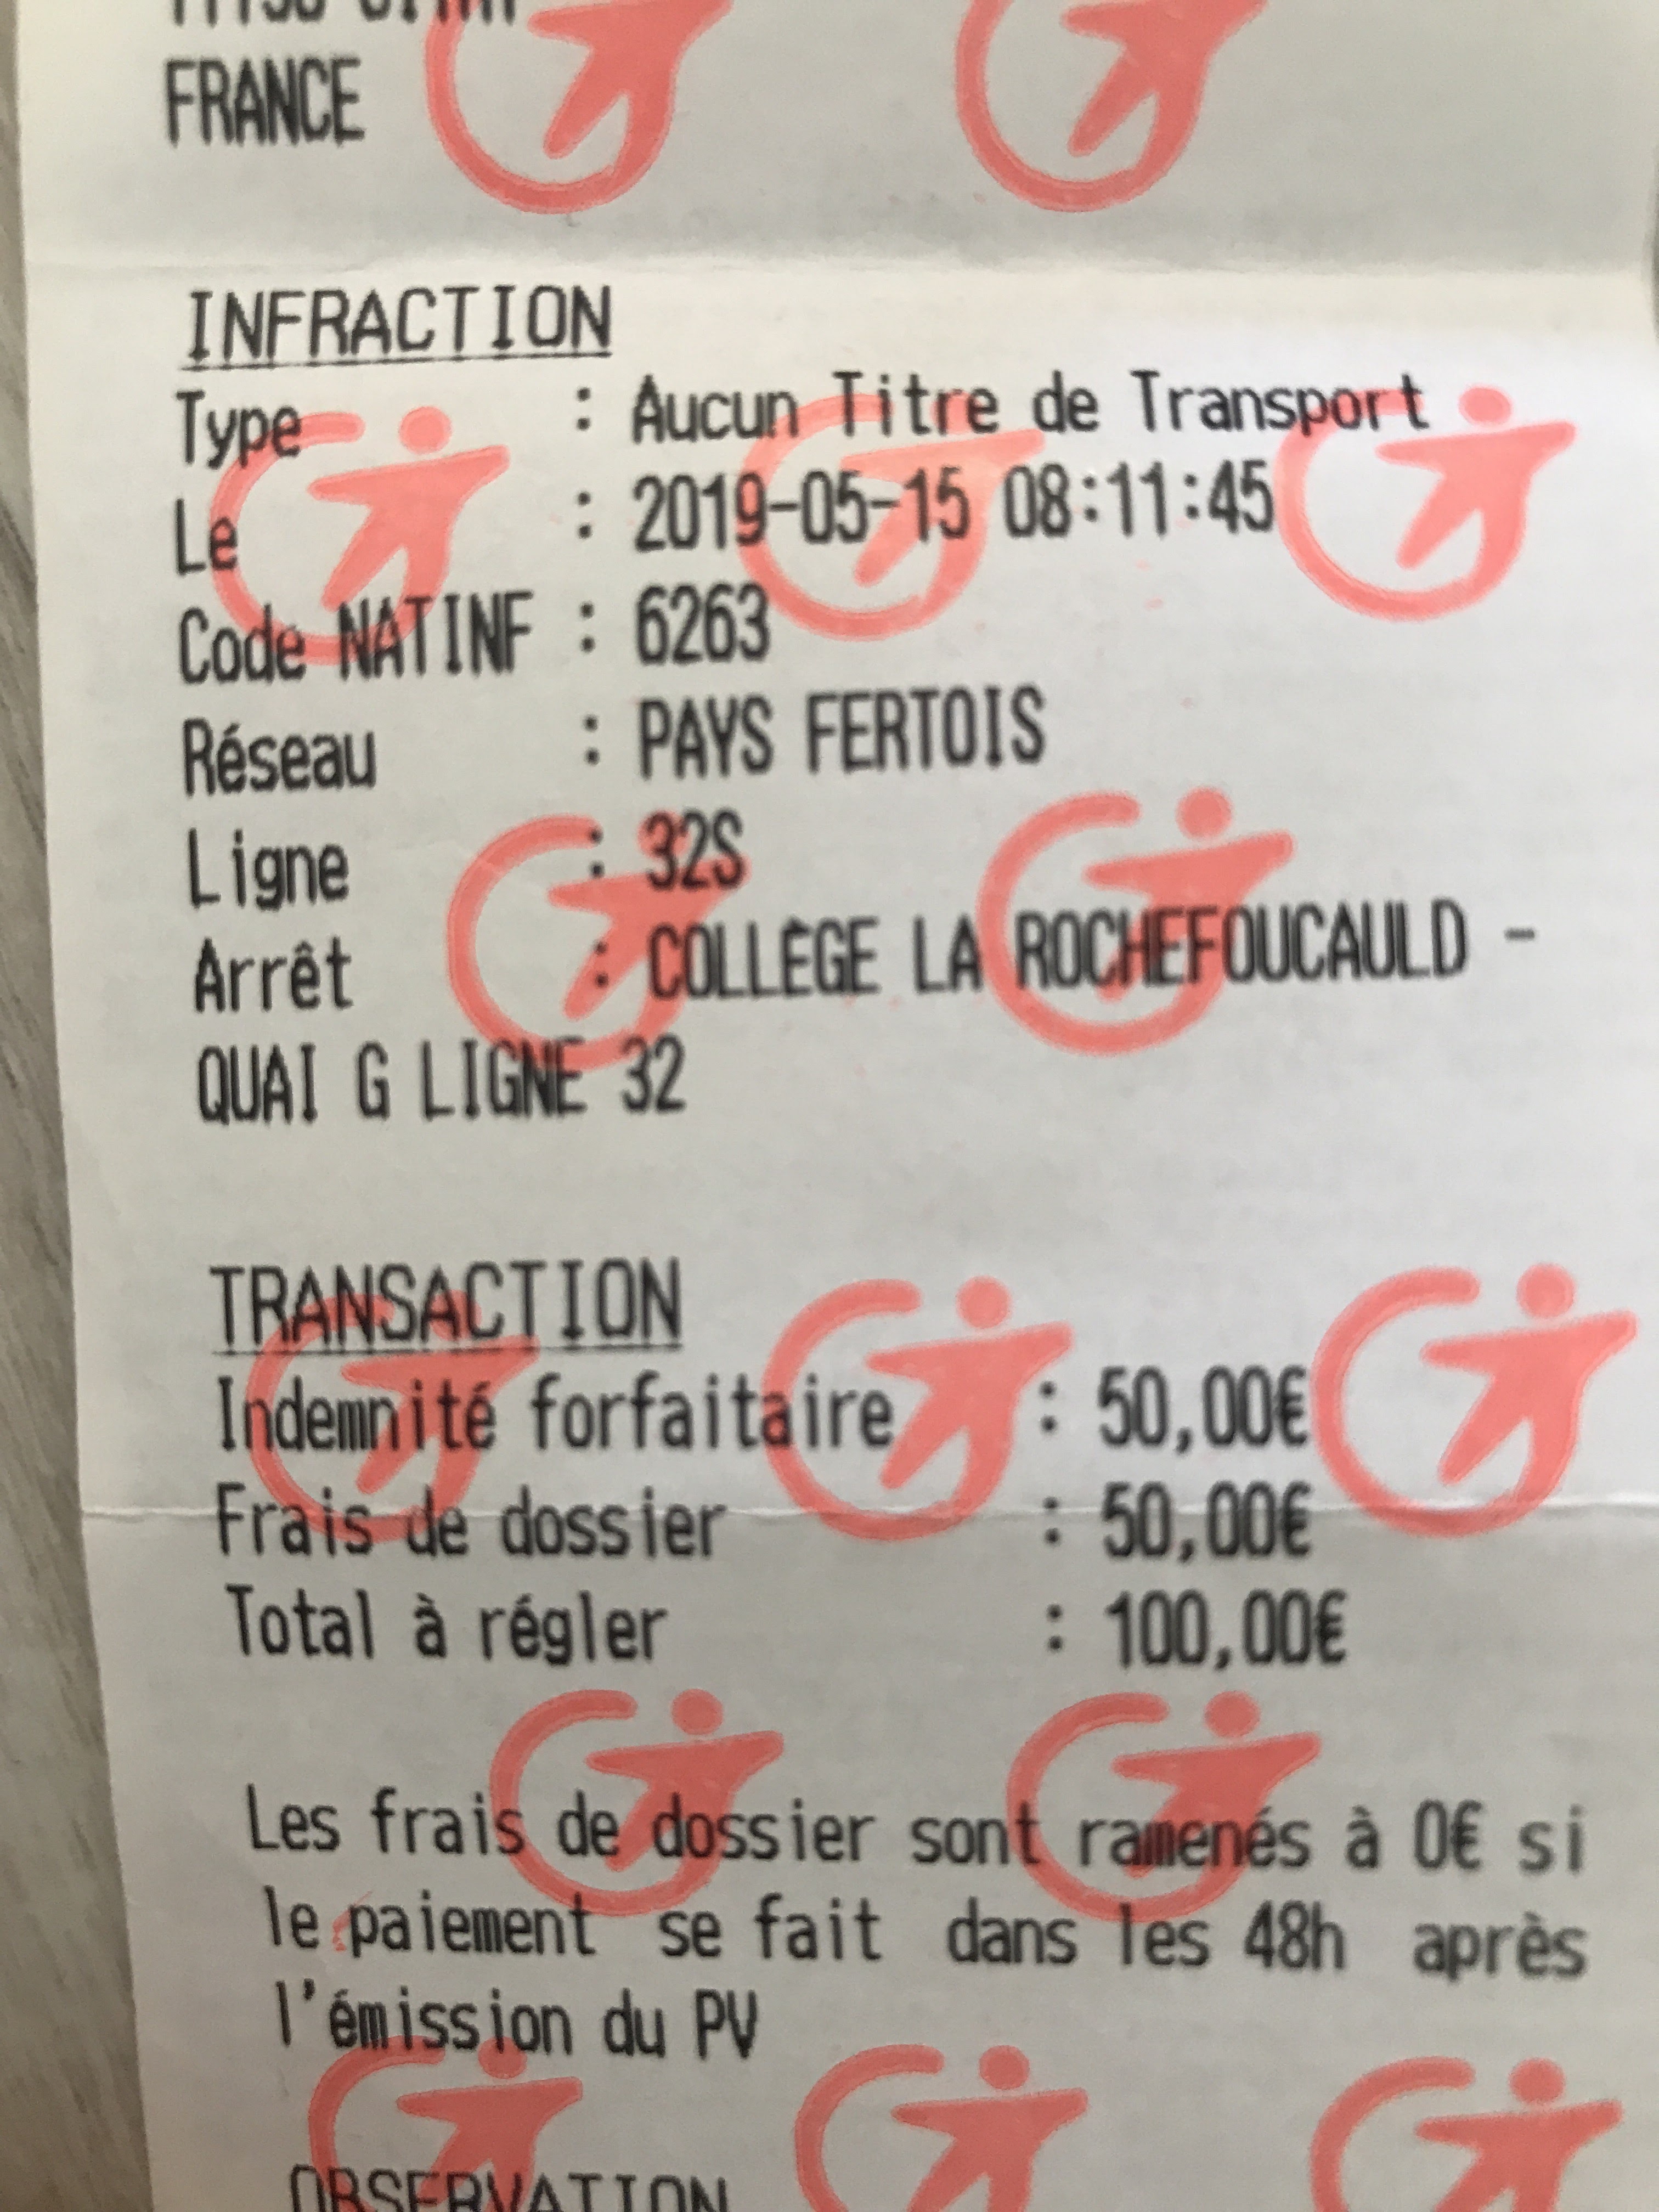 FRANCE
INFRACTION
Type : Aucun Titre de Transport
Le : 2019-05-15 08:11:45
Code NATINF : 6263
Réseau : PAYS FERTOIS
Ligne : 32S
Arrêt : COLLÈGE LA ROCHEFOUCAULD -
QUAI G LIGNE 32
TRANSACTION
Indemnité forfaitaire : 50,00€
Frais de dossier : 50,00€
Total à régler : 100,00€
Les frais de dossier sont ramenés à 0€ si
le paiement se fait dans les 48h après
l'émission du PV
OBSERVATION